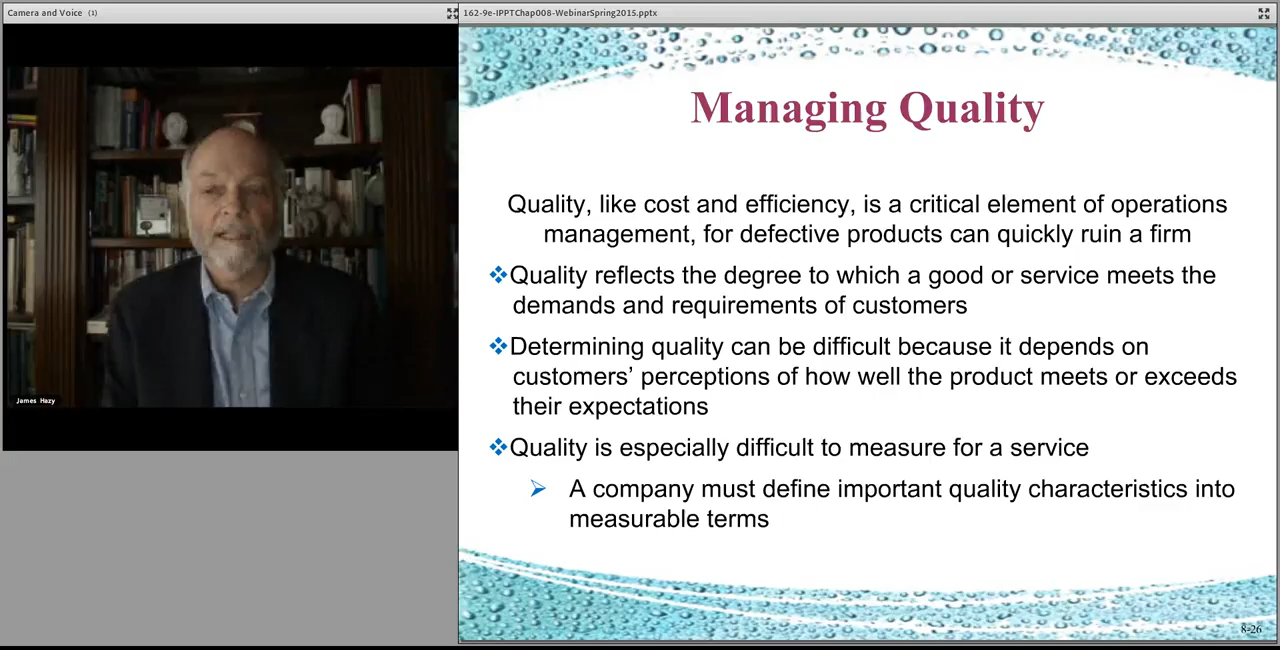 Camera and Voice (1)
162-9e-IPPTChap008-WebinarSpring2015.pptx
James Hazy
Managing Quality
Quality, like cost and efficiency, is a critical element of operations
management, for defective products can quickly ruin a firm
Quality reflects the degree to which a good or service meets the
demands and requirements of customers
Determining quality can be difficult because it depends on
customers’ perceptions of how well the product meets or exceeds
their expectations
Quality is especially difficult to measure for a service
A company must define important quality characteristics into
measurable terms
8-26